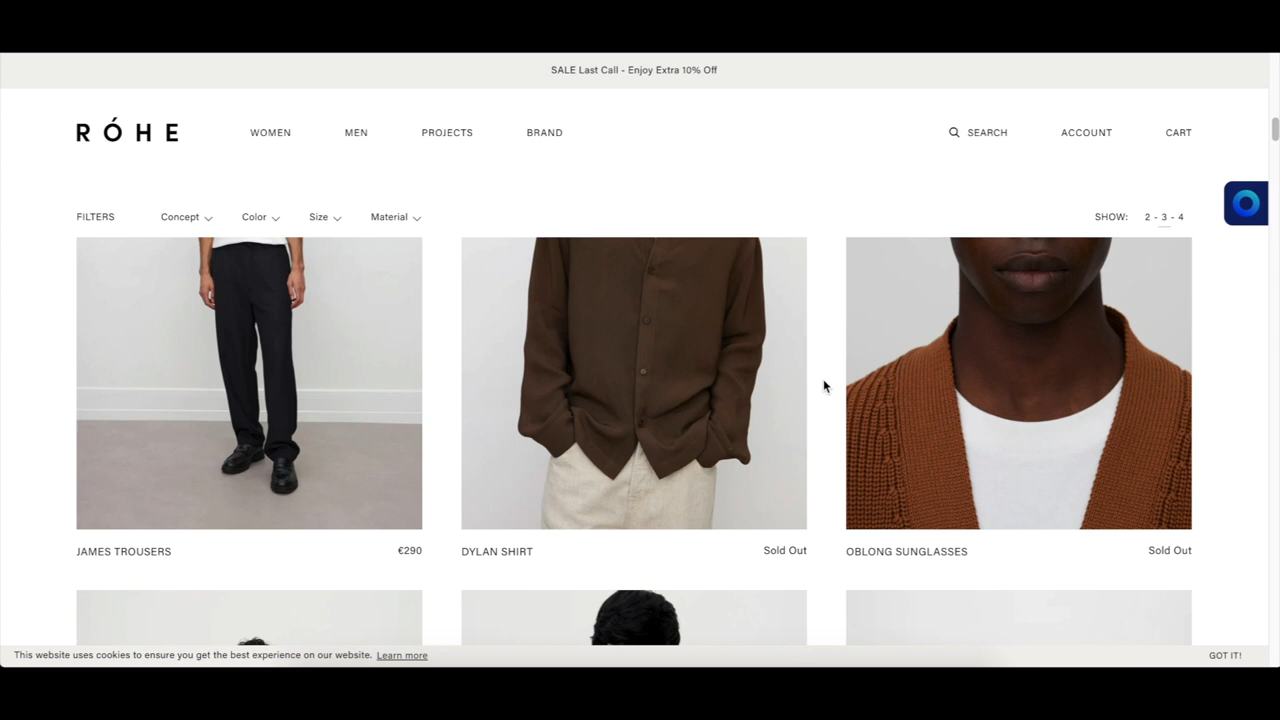 SALE Last Call - Enjoy Extra 10% Off
RÓHE
WOMEN
MEN
PROJECTS
BRAND
SEARCH
ACCOUNT
CART
FILTERS
Concept
Color
Size
Material
SHOW:
2 - 3 - 4
JAMES TROUSERS
€290
DYLAN SHIRT
Sold Out
OBLONG SUNGLASSES
Sold Out
This website uses cookies to ensure you get the best experience on our website. Learn more
GOT IT!